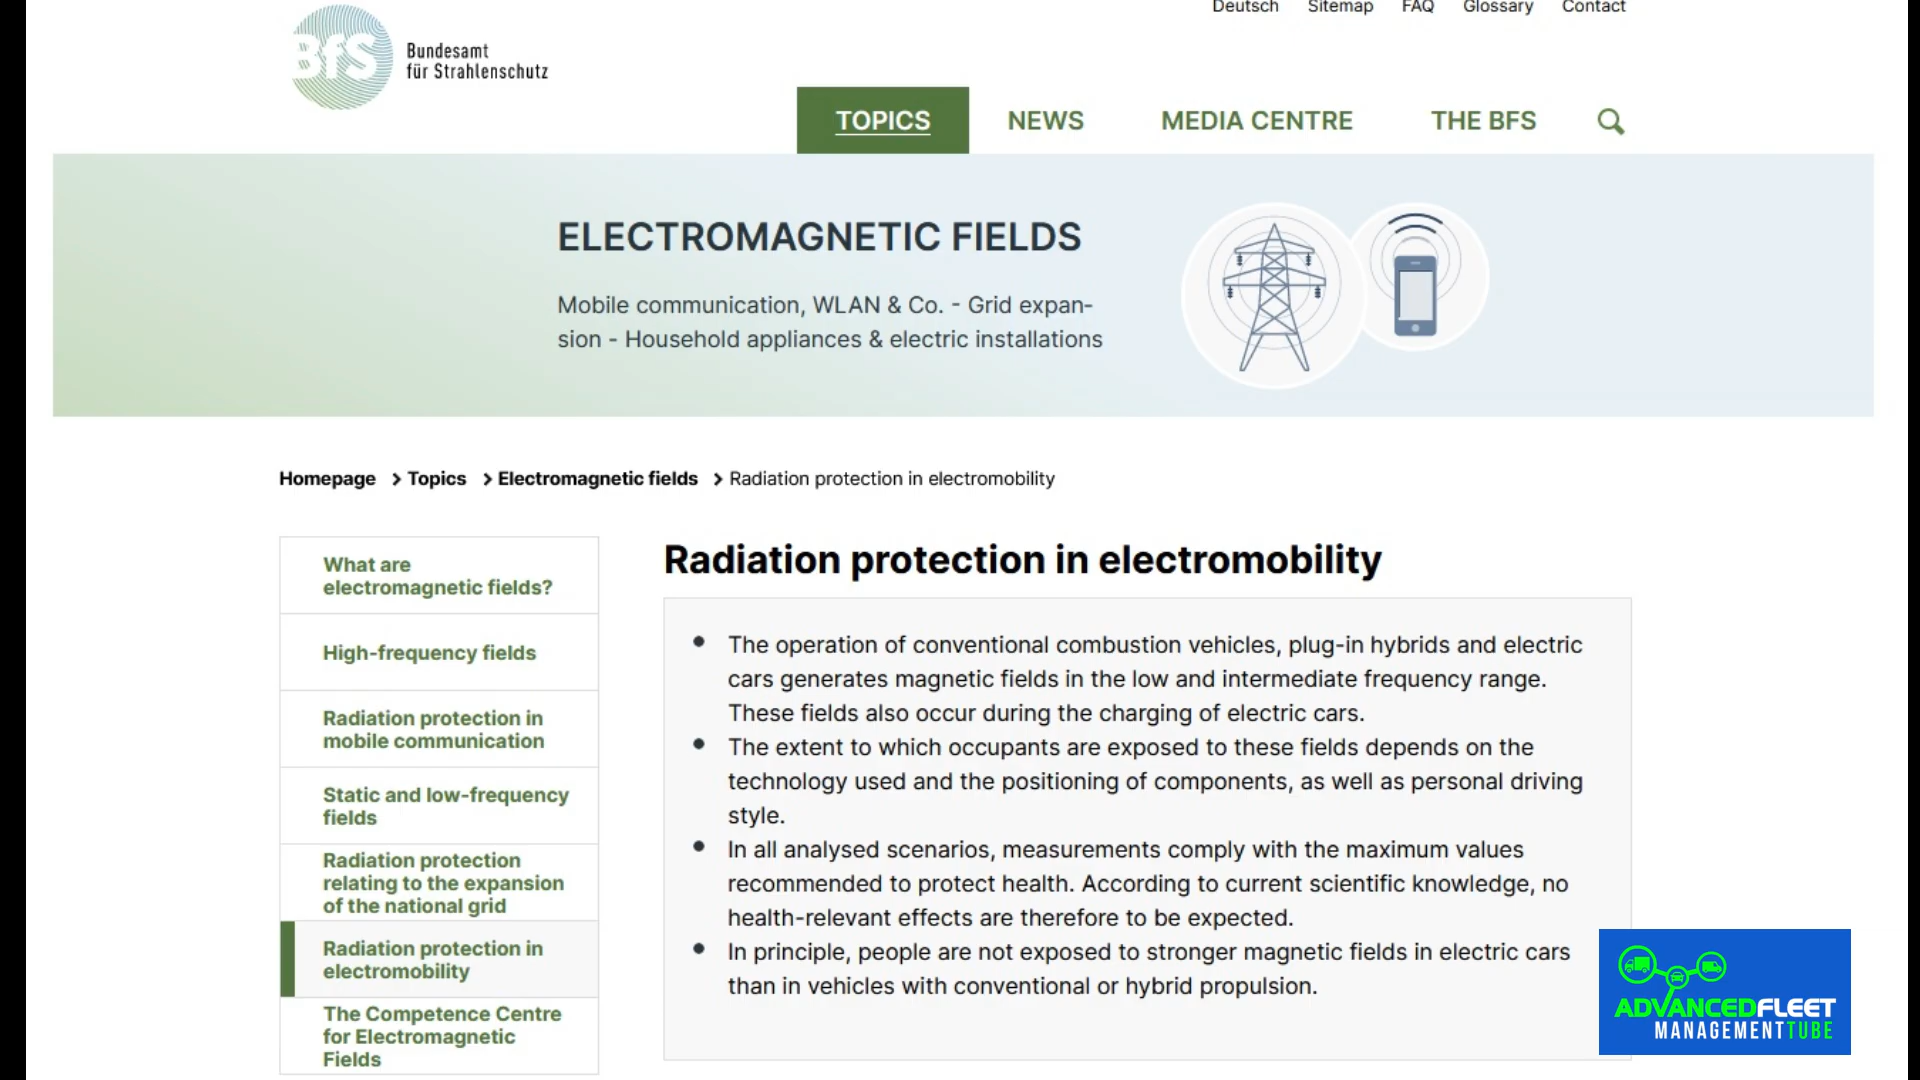 Deutsch Sitemap FAQ Glossary Contact
BfS
Bundesamt
für Strahlenschutz
TOPICS NEWS MEDIA CENTRE THE BFS
ELECTROMAGNETIC FIELDS
Mobile communication, WLAN & Co. - Grid expan-
sion - Household appliances & electric installations
Homepage > Topics > Electromagnetic fields > Radiation protection in electromobility
What are
electromagnetic fields?
High-frequency fields
Radiation protection in
mobile communication
Static and low-frequency
fields
Radiation protection
relating to the expansion
of the national grid
Radiation protection in
electromobility
The Competence Centre
for Electromagnetic
Fields
Radiation protection in electromobility
• The operation of conventional combustion vehicles, plug-in hybrids and electric
cars generates magnetic fields in the low and intermediate frequency range.
These fields also occur during the charging of electric cars.
• The extent to which occupants are exposed to these fields depends on the
technology used and the positioning of components, as well as personal driving
style.
• In all analysed scenarios, measurements comply with the maximum values
recommended to protect health. According to current scientific knowledge, no
health-relevant effects are therefore to be expected.
• In principle, people are not exposed to stronger magnetic fields in electric cars
than in vehicles with conventional or hybrid propulsion.
ADVANCEDFLEET
MANAGEMENTTUBE